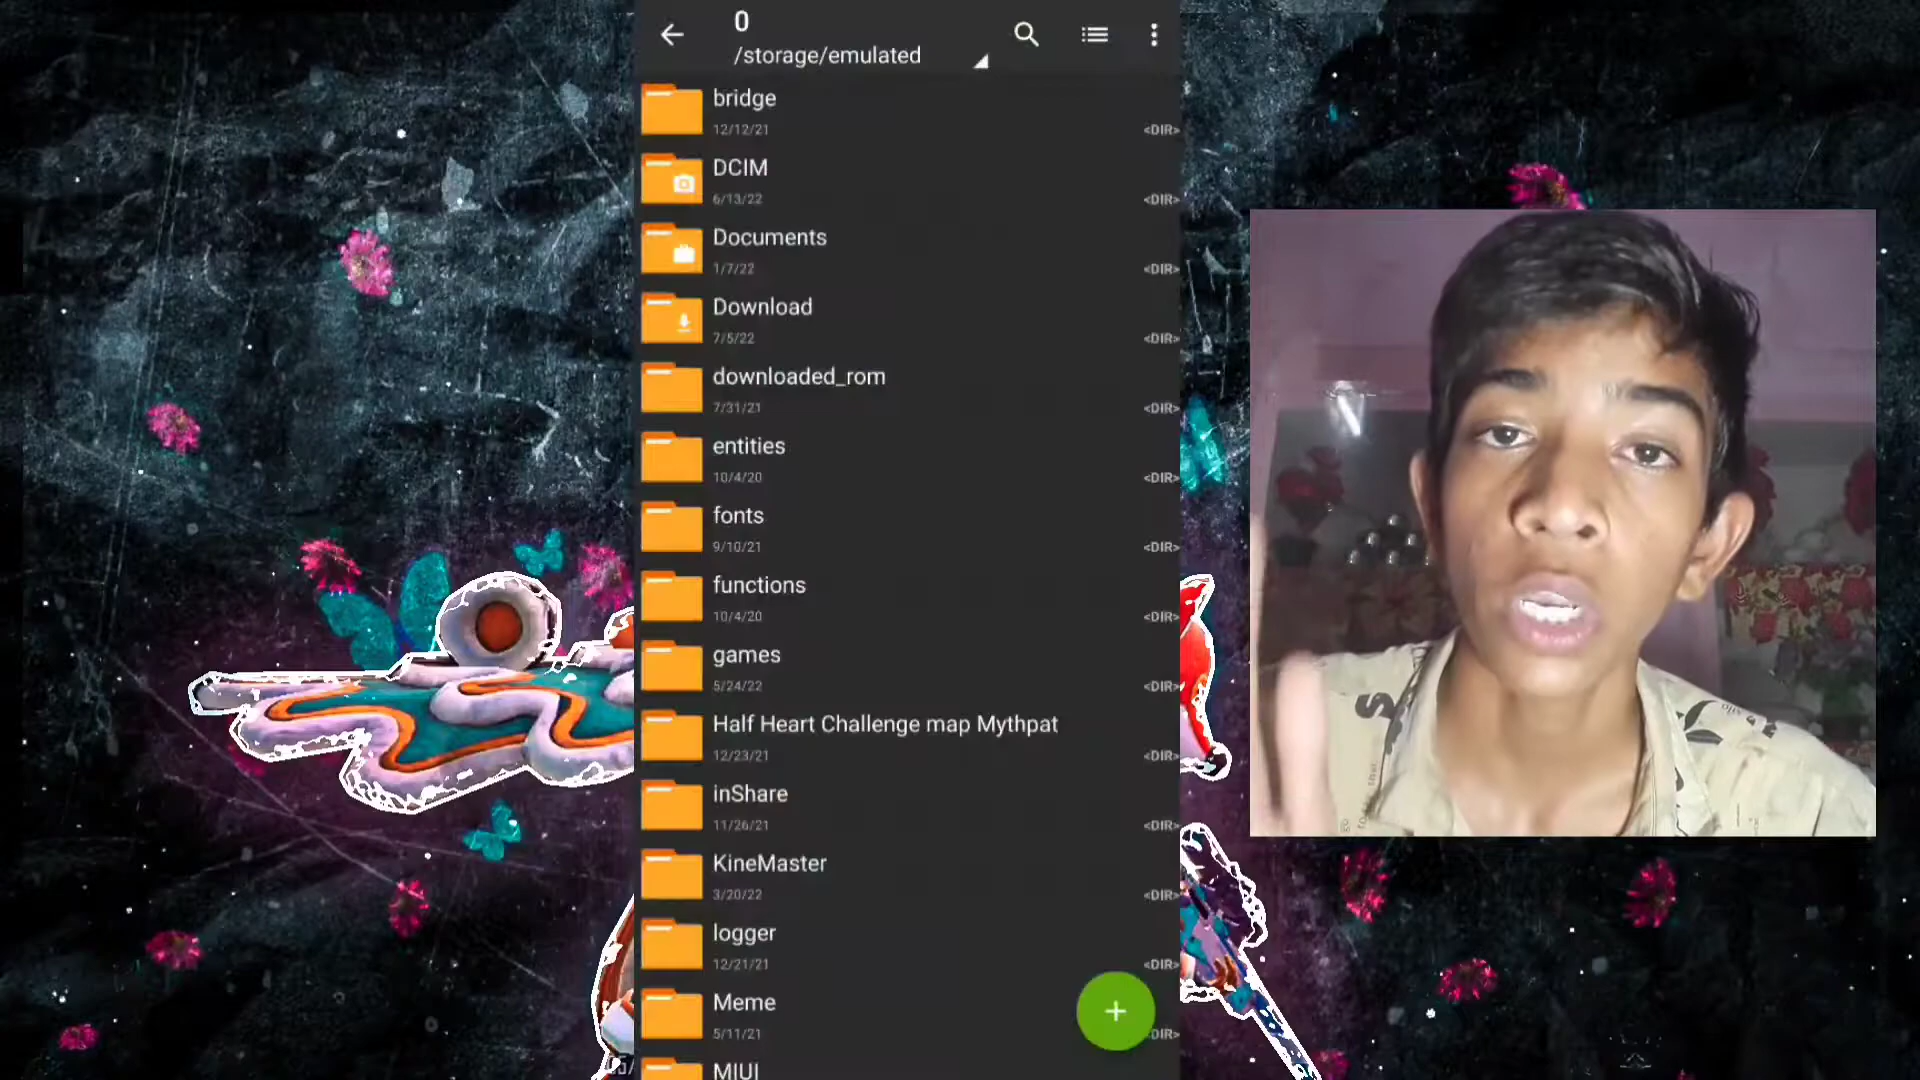 0
/storage/emulated
bridge
12/12/21 <DIR>
DCIM
6/13/22 <DIR>
Documents
1/7/22 <DIR>
Download
7/5/22 <DIR>
downloaded_rom
7/31/21 <DIR>
entities
10/4/20 <DIR>
fonts
9/10/21 <DIR>
functions
10/4/20 <DIR>
games
5/24/22 <DIR>
Half Heart Challenge map Mythpat
12/23/21 <DIR>
inShare
11/26/21 <DIR>
KineMaster
3/20/22 <DIR>
logger
12/21/21 <DIR>
Meme
5/11/21 <DIR>
MIUI